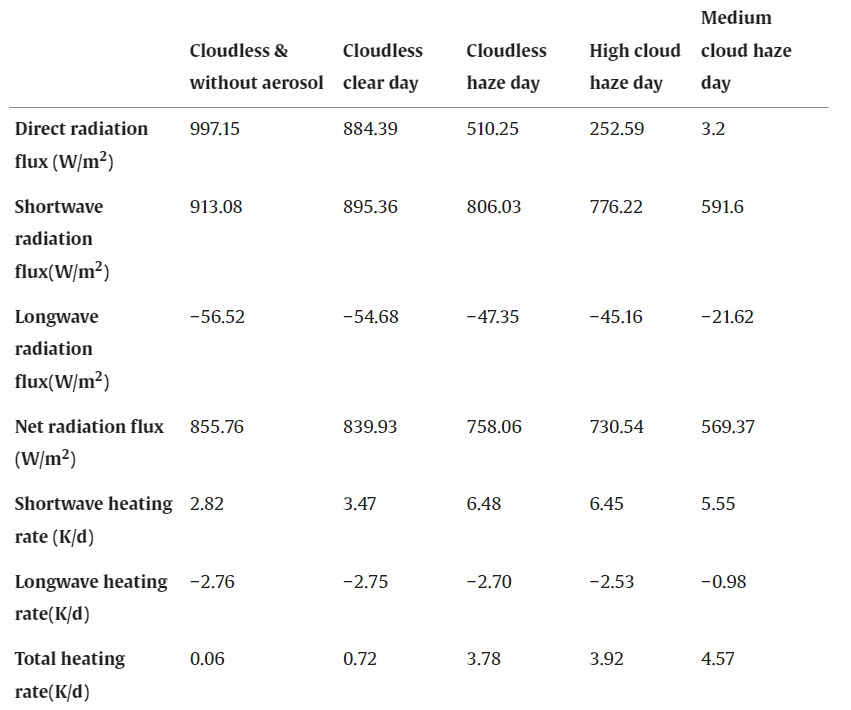 Medium
Cloudless & Cloudless Cloudless High cloud cloud haze
without aerosol clear day haze day haze day day
Direct radiation 997.15 884.39 510.25 252.59 3.2
flux (W/m²)
Shortwave 913.08 895.36 806.03 776.22 591.6
radiation
flux(W/m²)
Longwave −56.52 −54.68 −47.35 −45.16 −21.62
radiation
flux(W/m²)
Net radiation flux 855.76 839.93 758.06 730.54 569.37
(W/m²)
Shortwave heating 2.82 3.47 6.48 6.45 5.55
rate (K/d)
Longwave heating −2.76 −2.75 −2.70 −2.53 −0.98
rate(K/d)
Total heating 0.06 0.72 3.78 3.92 4.57
rate(K/d)